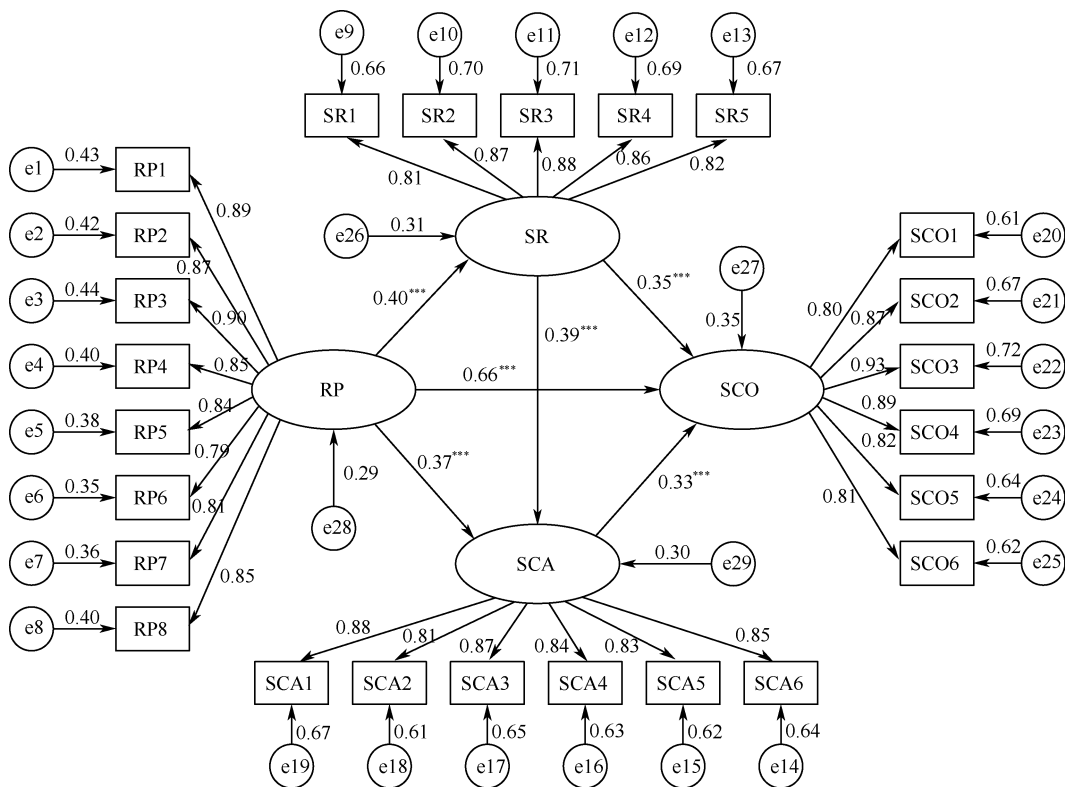 e9 e10 e11 e12 e13
0.66 0.70 0.71 0.69 0.67
SR1 SR2 SR3 SR4 SR5
0.81 0.87 0.88 0.86 0.82
e1 0.43 RP1
e2 0.42 RP2
e3 0.44 RP3
e4 0.40 RP4
e5 0.38 RP5
e6 0.35 RP6
e7 0.36 RP7
e8 0.40 RP8
0.89
0.87
0.90
0.85
0.84
0.79
0.81
0.85
e26 0.31 SR
0.40***
0.35***
0.39***
e27
0.35
RP 0.66*** SCO
0.37***
0.33***
0.29
e28
SCA 0.30 e29
0.80
0.87
0.93
0.89
0.82
0.81
SCO1 0.61 e20
SCO2 0.67 e21
SCO3 0.72 e22
SCO4 0.69 e23
SCO5 0.64 e24
SCO6 0.62 e25
0.88 0.81 0.87 0.84 0.83 0.85
SCA1 SCA2 SCA3 SCA4 SCA5 SCA6
0.67 0.61 0.65 0.63 0.62 0.64
e19 e18 e17 e16 e15 e14